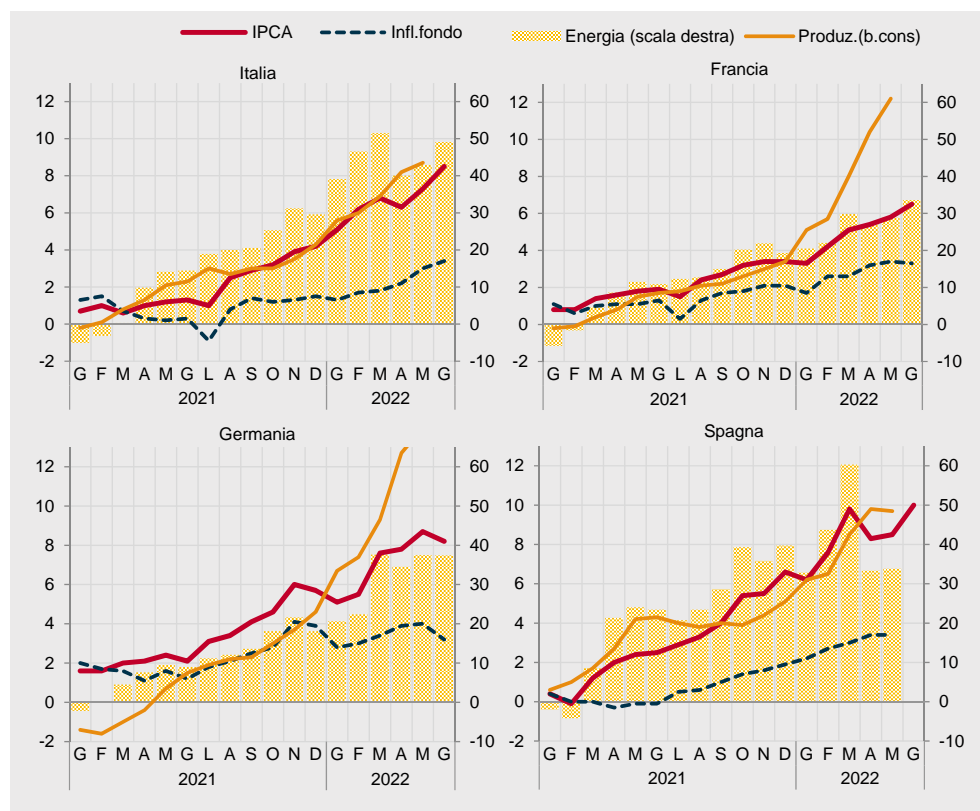 IPCA Infl.fondo Energia (scala destra) Produz.(b.cons)
Italia
12 10 8 6 4 2 0 -2
60 50 40 30 20 10 0 -10
G F M A M G L A S O N D G F M A M G
2021 2022
Francia
12 10 8 6 4 2 0 -2
60 50 40 30 20 10 0 -10
G F M A M G L A S O N D G F M A M G
2021 2022
Germania
12 10 8 6 4 2 0 -2
60 50 40 30 20 10 0 -10
G F M A M G L A S O N D G F M A M G
2021 2022
Spagna
12 10 8 6 4 2 0 -2
60 50 40 30 20 10 0 -10
G F M A M G L A S O N D G F M A M G
2021 2022